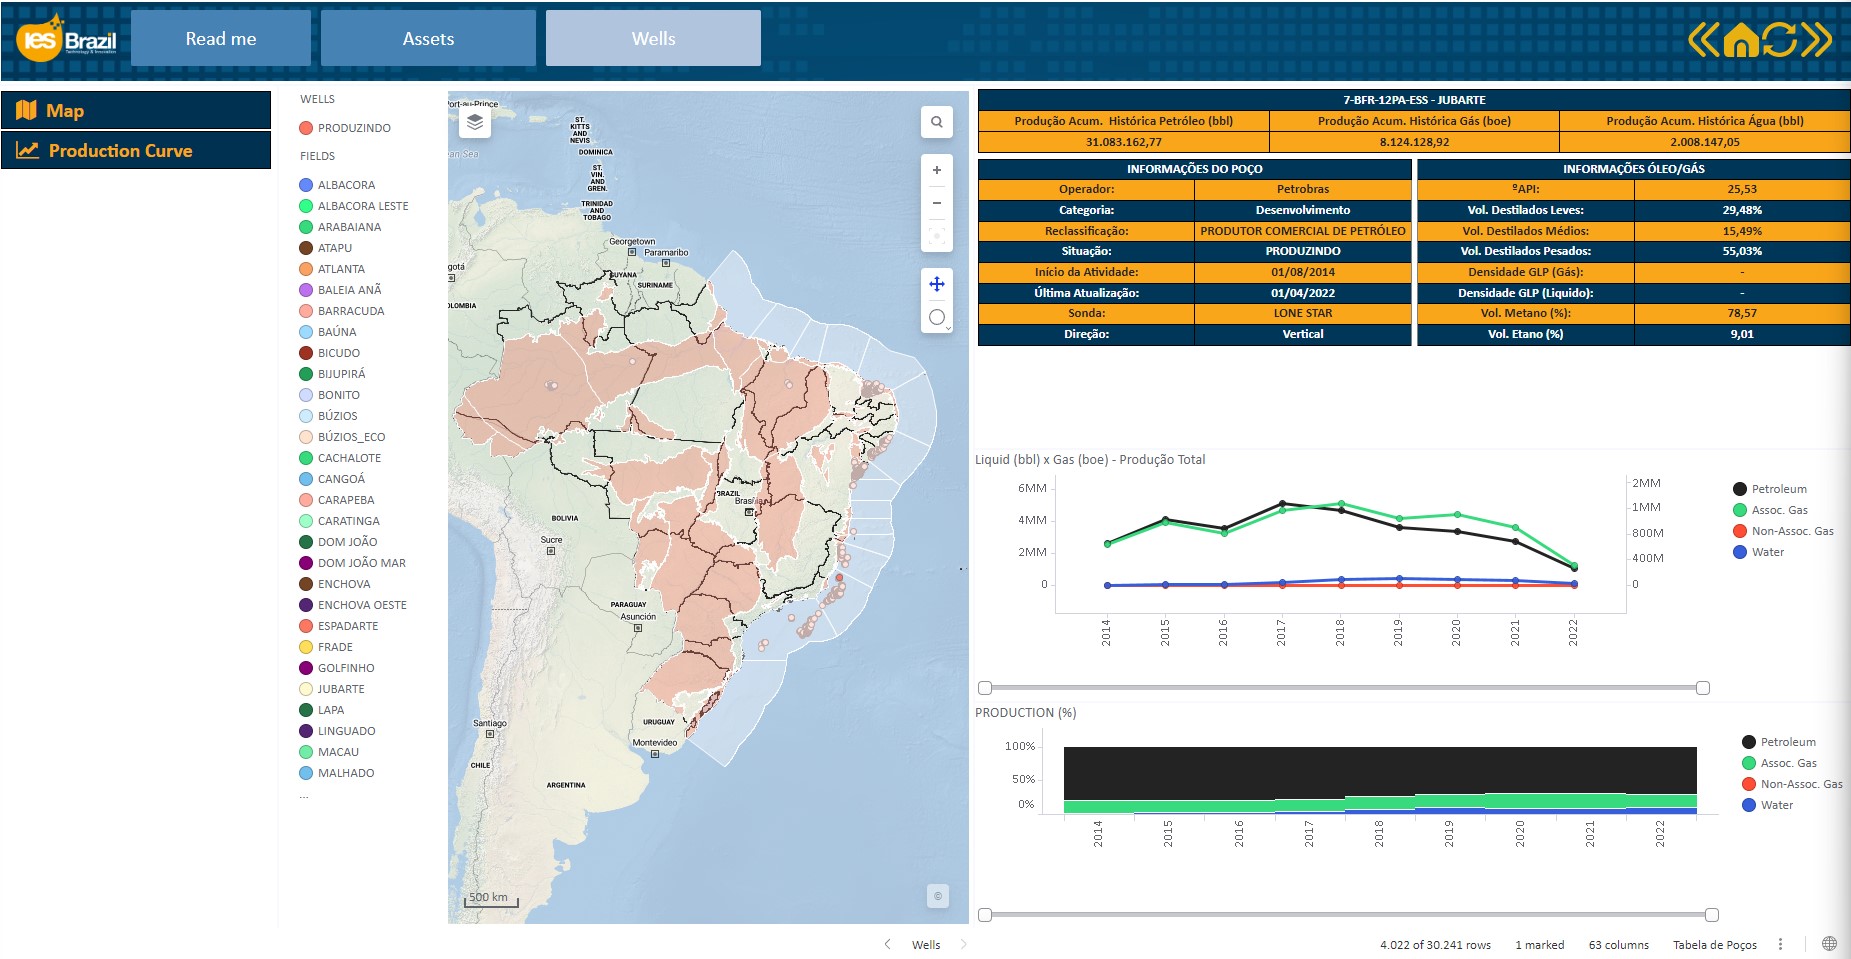 IES Brazil
Technology & Innovation
Read me
Assets
Wells
Map
Production Curve
WELLS
PRODUZINDO
FIELDS
ALBACORA
ALBACORA LESTE
ARABAIANA
ATAPU
ATLANTA
BALEIA ANÃ
BARRACUDA
BAÚNA
BICUDO
BIJUPIRÁ
BONITO
BÚZIOS
BÚZIOS_ECO
CACHALOTE
CANGOÁ
CARAPEBA
CARATINGA
DOM JOÃO
DOM JOÃO MAR
ENCHOVA
ENCHOVA OESTE
ESPADARTE
FRADE
GOLFINHO
JUBARTE
LAPA
LINGUADO
MACAU
MALHADO
...
Port-au-Prince
ean Sea
ST.
KITTS
AND
NEVIS
DOMINICA
ST.
VIN.
AND
GREN.
TRINIDAD
AND
TOBAGO
Georgetown
Paramaribo
gotá
GUYANA
SURINAME
OLOMBIA
BRAZIL
Brasília
BOLIVIA
Sucre
PARAGUAY
Asunción
URUGUAY
Santiago
Montevideo
CHILE
ARGENTINA
500 km
©
7-BFR-12PA-ESS - JUBARTE
Produção Acum. Histórica Petróleo (bbl) Produção Acum. Histórica Gás (boe) Produção Acum. Histórica Água (bbl)
31.083.162,77 8.124.128,92 2.008.147,05
INFORMAÇÕES DO POÇO
Operador: Petrobras
Categoria: Desenvolvimento
Reclassificação: PRODUTOR COMERCIAL DE PETRÓLEO
Situação: PRODUZINDO
Início da Atividade: 01/08/2014
Última Atualização: 01/04/2022
Sonda: LONE STAR
Direção: Vertical
INFORMAÇÕES ÓLEO/GÁS
ºAPI: 25,53
Vol. Destilados Leves: 29,48%
Vol. Destilados Médios: 15,49%
Vol. Destilados Pesados: 55,03%
Densidade GLP (Gás): -
Densidade GLP (Liquido): -
Vol. Metano (%): 78,57
Vol. Etano (%) 9,01
Liquid (bbl) x Gas (boe) - Produção Total
6MM
4MM
2MM
0
2MM
1MM
800M
400M
0
2014 2015 2016 2017 2018 2019 2020 2021 2022
Petroleum
Assoc. Gas
Non-Assoc. Gas
Water
PRODUCTION (%)
100%
50%
0%
2014 2015 2016 2017 2018 2019 2020 2021 2022
Petroleum
Assoc. Gas
Non-Assoc. Gas
Water
Wells
4.022 of 30.241 rows 1 marked 63 columns Tabela de Poços